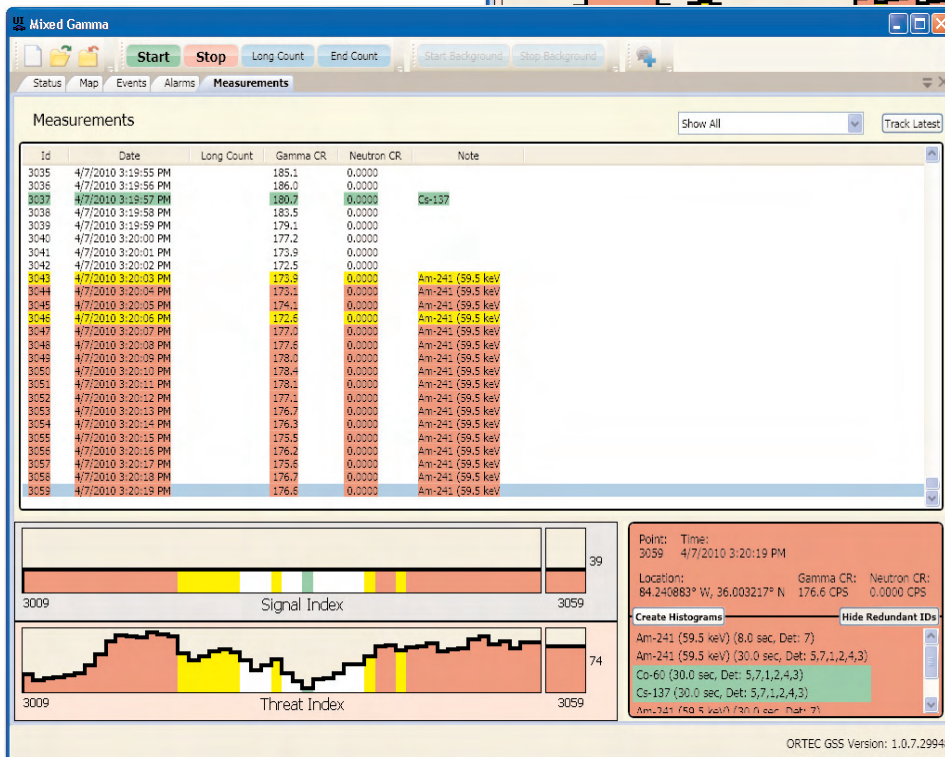 Mixed Gamma
Start Stop Long Count End Count Start Background Stop Background
Status Map Events Alarms Measurements
Measurements
Show All Track Latest
Id Date Long Count Gamma CR Neutron CR Note
3035 4/7/2010 3:19:55 PM 185.1 0.0000
3036 4/7/2010 3:19:56 PM 186.0 0.0000
3037 4/7/2010 3:19:57 PM 180.7 0.0000 Cs-137
3038 4/7/2010 3:19:58 PM 183.5 0.0000
3039 4/7/2010 3:19:59 PM 179.1 0.0000
3040 4/7/2010 3:20:00 PM 177.2 0.0000
3041 4/7/2010 3:20:01 PM 173.9 0.0000
3042 4/7/2010 3:20:02 PM 172.5 0.0000
3043 4/7/2010 3:20:03 PM 173.9 0.0000 Am-241 (59.5 keV
3044 4/7/2010 3:20:04 PM 173.1 0.0000 Am-241 (59.5 keV
3045 4/7/2010 3:20:05 PM 174.1 0.0000 Am-241 (59.5 keV
3046 4/7/2010 3:20:06 PM 172.6 0.0000 Am-241 (59.5 keV
3047 4/7/2010 3:20:07 PM 177.0 0.0000 Am-241 (59.5 keV
3048 4/7/2010 3:20:08 PM 177.6 0.0000 Am-241 (59.5 keV
3049 4/7/2010 3:20:09 PM 178.0 0.0000 Am-241 (59.5 keV
3050 4/7/2010 3:20:10 PM 178.4 0.0000 Am-241 (59.5 keV
3051 4/7/2010 3:20:11 PM 178.1 0.0000 Am-241 (59.5 keV
3052 4/7/2010 3:20:12 PM 177.1 0.0000 Am-241 (59.5 keV
3053 4/7/2010 3:20:13 PM 176.7 0.0000 Am-241 (59.5 keV
3054 4/7/2010 3:20:14 PM 176.3 0.0000 Am-241 (59.5 keV
3055 4/7/2010 3:20:15 PM 175.5 0.0000 Am-241 (59.5 keV
3056 4/7/2010 3:20:16 PM 176.2 0.0000 Am-241 (59.5 keV
3057 4/7/2010 3:20:17 PM 175.6 0.0000 Am-241 (59.5 keV
3058 4/7/2010 3:20:18 PM 176.7 0.0000 Am-241 (59.5 keV
3059 4/7/2010 3:20:19 PM 176.6 0.0000 Am-241 (59.5 keV
39
3009 Signal Index 3059
74
3009 Threat Index 3059
Point: Time:
3059 4/7/2010 3:20:19 PM
Location: Gamma CR: Neutron CR:
84.240883° W, 36.003217° N 176.6 CPS 0.0000 CPS
Create Histograms Hide Redundant IDs
Am-241 (59.5 keV) (8.0 sec, Det: 7)
Am-241 (59.5 keV) (30.0 sec, Det: 5,7,1,2,4,3)
Co-60 (30.0 sec, Det: 5,7,1,2,4,3)
Cs-137 (30.0 sec, Det: 5,7,1,2,4,3)
Am-241 (59.5 keV) (30.0 sec, Det: 7)
ORTEC GSS Version: 1.0.7.2994